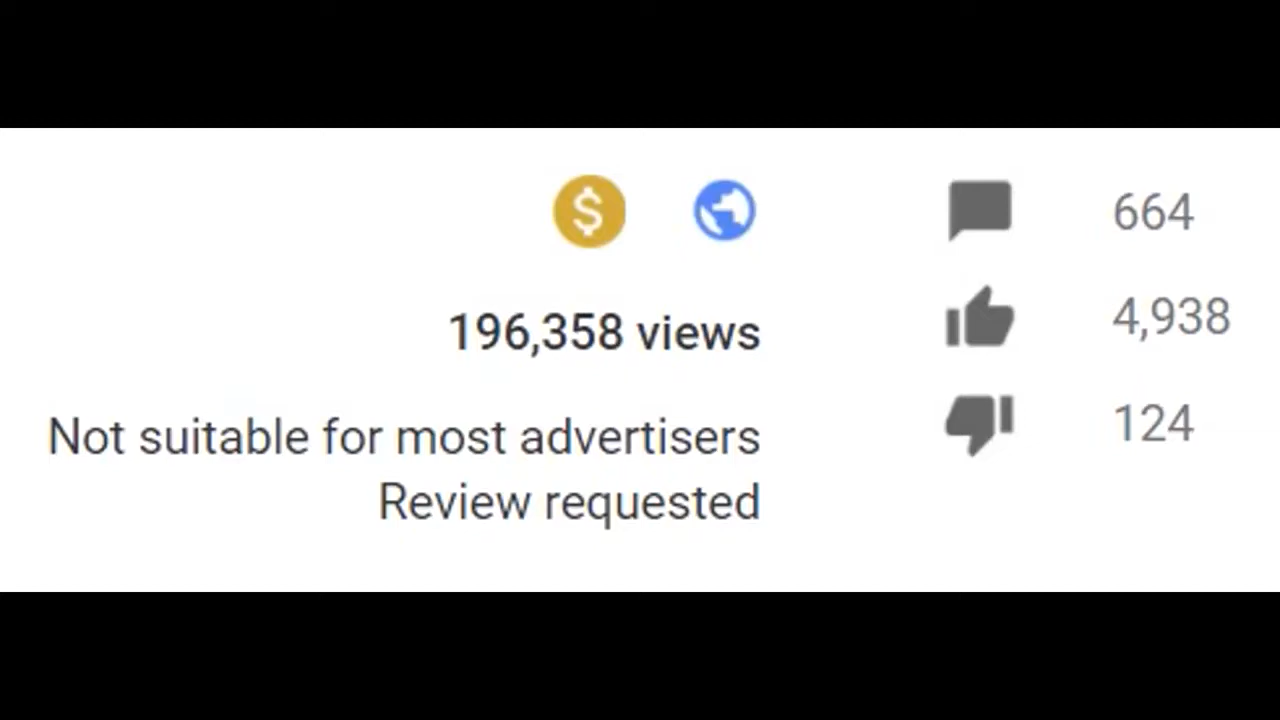 664
196,358 views
4,938
Not suitable for most advertisers
124
Review requested